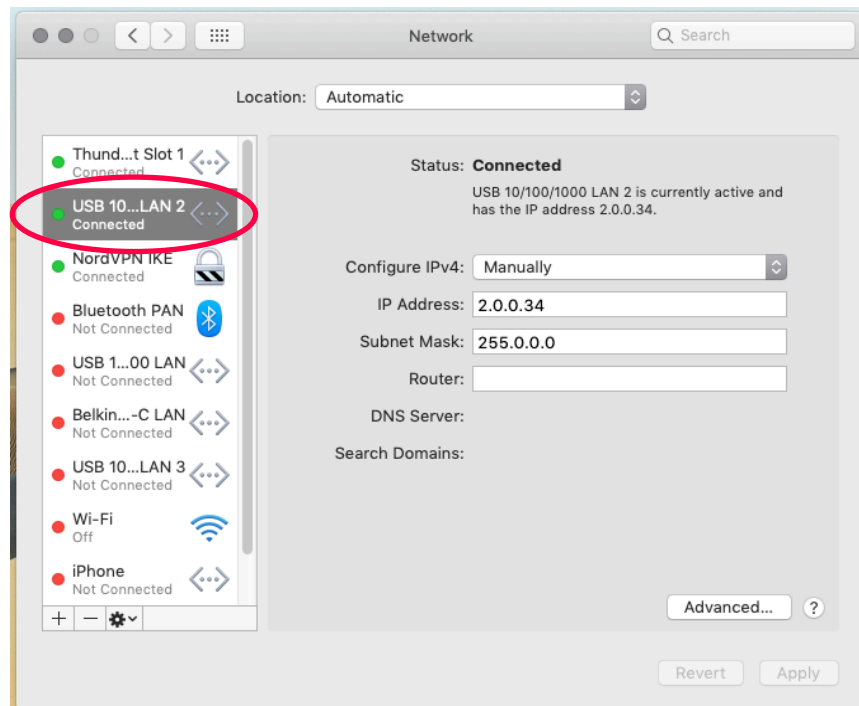 Network
Search
Location: Automatic
Thund...t Slot 1
Connected
USB 10...LAN 2
Connected
NordVPN IKE
Connected
Bluetooth PAN
Not Connected
USB 1...00 LAN
Not Connected
Belkin...-C LAN
Not Connected
USB 10...LAN 3
Not Connected
Wi-Fi
Off
iPhone
Not Connected
Status: Connected
USB 10/100/1000 LAN 2 is currently active and
has the IP address 2.0.0.34.
Configure IPv4: Manually
IP Address: 2.0.0.34
Subnet Mask: 255.0.0.0
Router:
DNS Server:
Search Domains:
Advanced... ?
Revert Apply